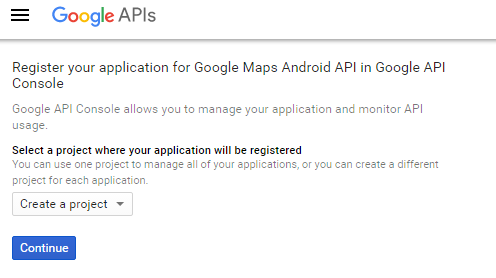 Google APIs
Register your application for Google Maps Android API in Google API
Console
Google API Console allows you to manage your application and monitor API
usage.
Select a project where your application will be registered
You can use one project to manage all of your applications, or you can create a different
project for each application.
Create a project
Continue